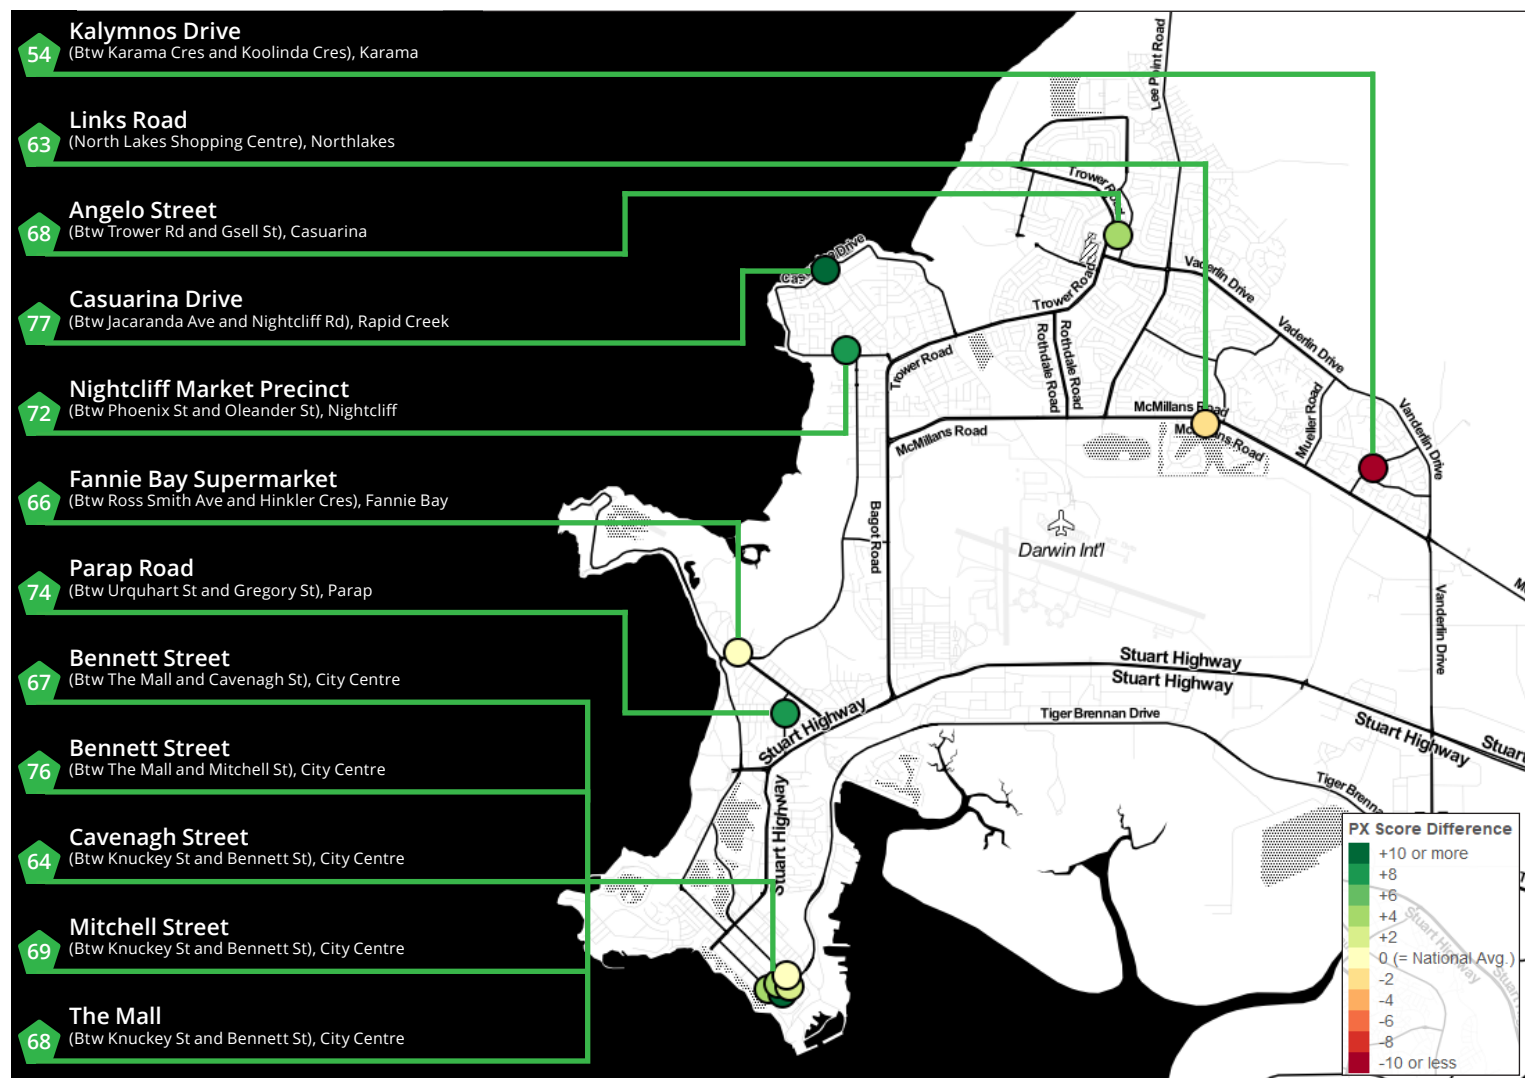 Kalymnos Drive
54
(Btw Karama Cres and Koolinda Cres), Karama
Links Road
63
(North Lakes Shopping Centre), Northlakes
Angelo Street
68
(Btw Trower Rd and Gsell St), Casuarina
Casuarina Drive
77
(Btw Jacaranda Ave and Nightcliff Rd), Rapid Creek
Nightcliff Market Precinct
72
(Btw Phoenix St and Oleander St), Nightcliff
Fannie Bay Supermarket
66
(Btw Ross Smith Ave and Hinkler Cres), Fannie Bay
Parap Road
74
(Btw Urquhart St and Gregory St), Parap
Bennett Street
67
(Btw The Mall and Cavenagh St), City Centre
Bennett Street
76
(Btw The Mall and Mitchell St), City Centre
Cavenagh Street
64
(Btw Knuckey St and Bennett St), City Centre
Mitchell Street
69
(Btw Knuckey St and Bennett St), City Centre
The Mall
68
(Btw Knuckey St and Bennett St), City Centre
Lee Point Road
Trower Road
Drive
Vaderlin Drive
Trower Road
Vaderlin Drive
Rothdale Road
Rothdale Road
Trower Road
McMillans Road
McMillans Road
McMillans Road
Mueller Road
Vanderlin Drive
Bagot Road
Darwin Int'l
Vanderlin Drive
Stuart Highway
Stuart Highway
Tiger Brennan Drive
Stuart Highway
Stuart Highway
Stuart
Tiger Brenna
Stuart Highway
PX Score Difference
+10 or more
+8
+6
+4
+2
0 (= National Avg.)
-2
-4
-6
-8
-10 or less
Stuart Highway